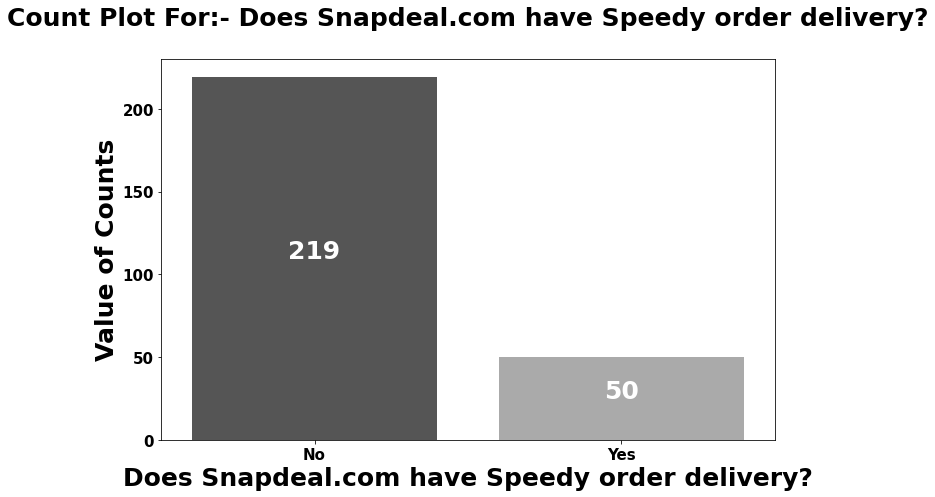 Count Plot For:- Does Snapdeal.com have Speedy order delivery?
Value of Counts
200
150
100
50
0
219
50
No
Yes
Does Snapdeal.com have Speedy order delivery?